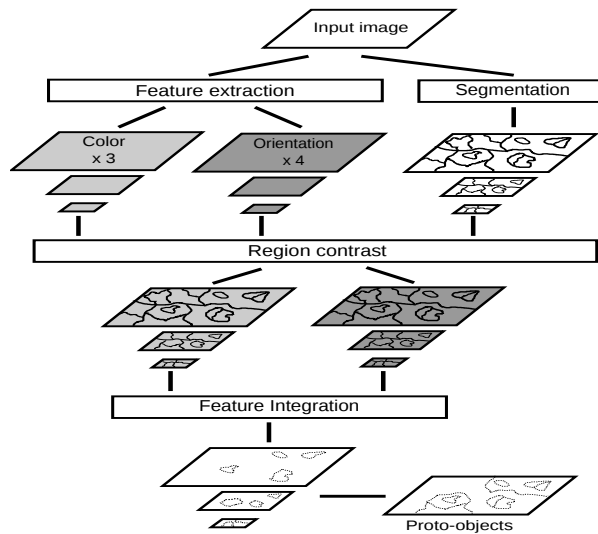 Input image
Feature extraction
Segmentation
Color
x 3
Orientation
x 4
Region contrast
Feature Integration
Proto-objects